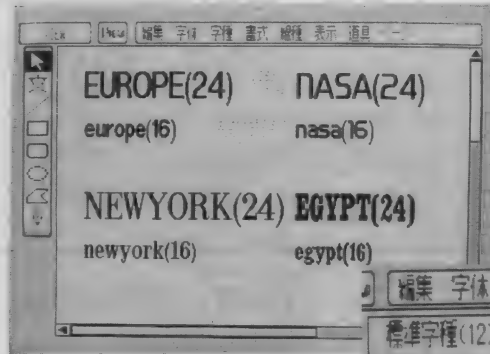 編集 字体 字種 書式 線種 表示 道具
EUROPE(24) NASA(24)
europe(16) nasa(16)
NEWYORK(24) EGYPT(24)
newyork(16) egypt(16)
編集 字体
標準字種(12